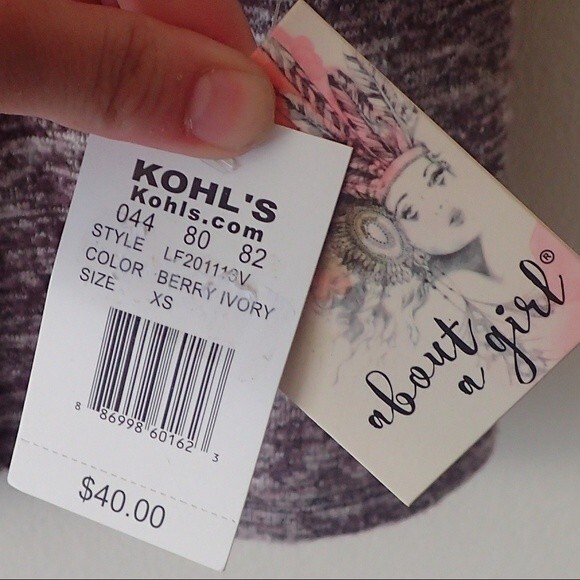 KOHL'S
Kohls.com
044 80 82
STYLE LF201113V
COLOR BERRY IVORY
SIZE XS
8 86998 60162 3
$40.00
about
a girl®